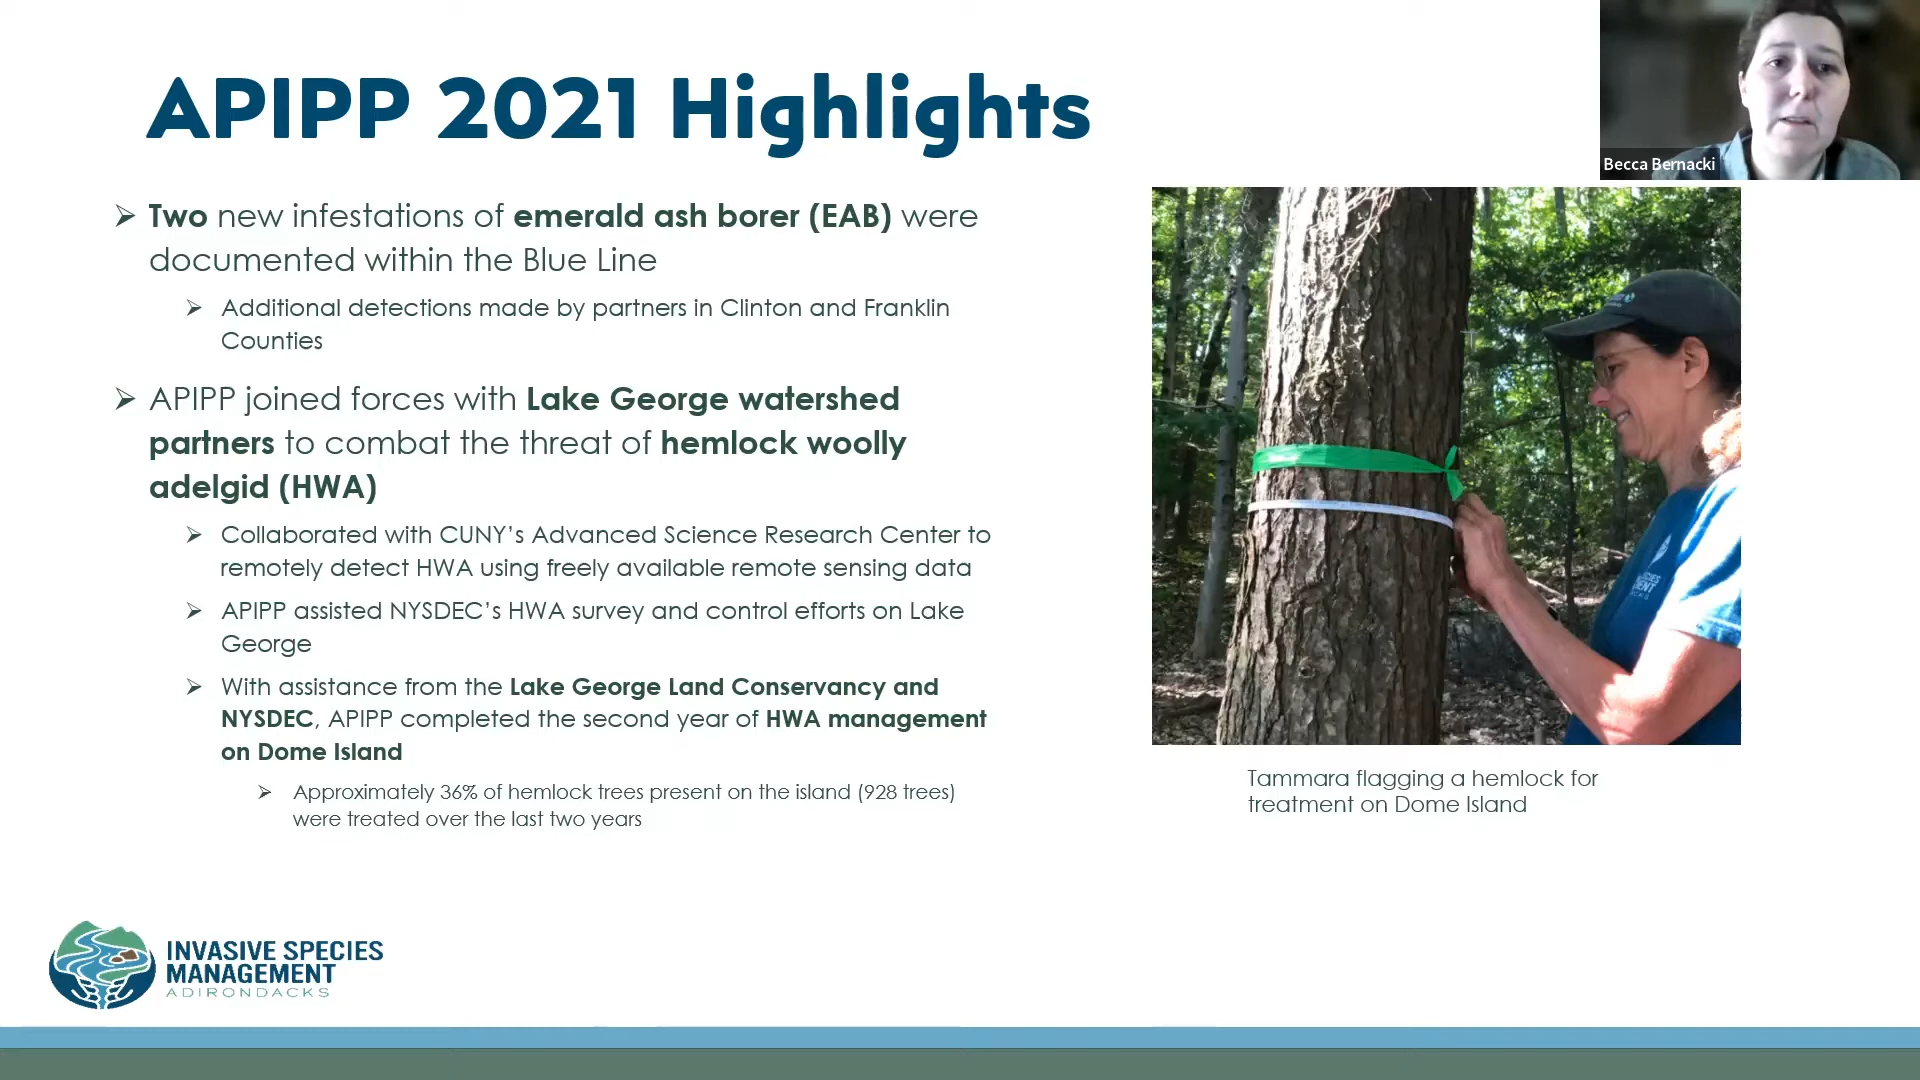 APIPP 2021 Highlights
Becca Bernacki
➢ Two new infestations of emerald ash borer (EAB) were
documented within the Blue Line
➢ Additional detections made by partners in Clinton and Franklin
Counties
➢ APIPP joined forces with Lake George watershed
partners to combat the threat of hemlock woolly
adelgid (HWA)
➢ Collaborated with CUNY’s Advanced Science Research Center to
remotely detect HWA using freely available remote sensing data
➢ APIPP assisted NYSDEC’s HWA survey and control efforts on Lake
George
➢ With assistance from the Lake George Land Conservancy and
NYSDEC, APIPP completed the second year of HWA management
on Dome Island
➢ Approximately 36% of hemlock trees present on the island (928 trees)
were treated over the last two years
Tammara flagging a hemlock for
treatment on Dome Island
INVASIVE SPECIES
MANAGEMENT
ADIRONDACKS